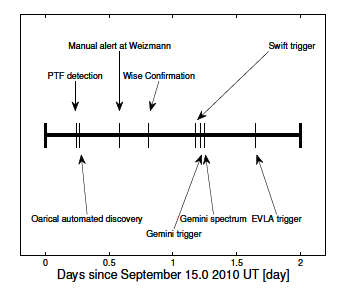 Manual alert at Weizmann
Swift trigger
PTF detection
Wise Confirmation
Oarical automated discovery
Gemini spectrum
EVLA trigger
Gemini trigger
0
0.5
1
1.5
2
Days since September 15.0 2010 UT [day]